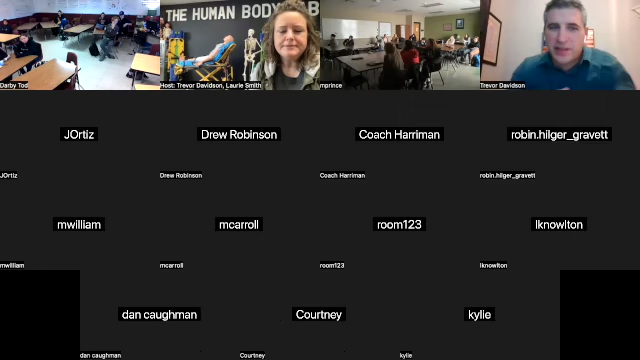 THE HUMAN BODY LAB
Darby Tod
Host: Trevor Davidson, Laurie Smith
mprince
Trevor Davidson
JOrtiz
Drew Robinson
Coach Harriman
robin.hilger_gravett
JOrtiz
Drew Robinson
Coach Harriman
robin.hilger_gravett
mwilliam
mcarroll
room123
lknowlton
mwilliam
mcarroll
room123
lknowlton
dan caughman
Courtney
kylie
dan caughman
Courtney
kylie